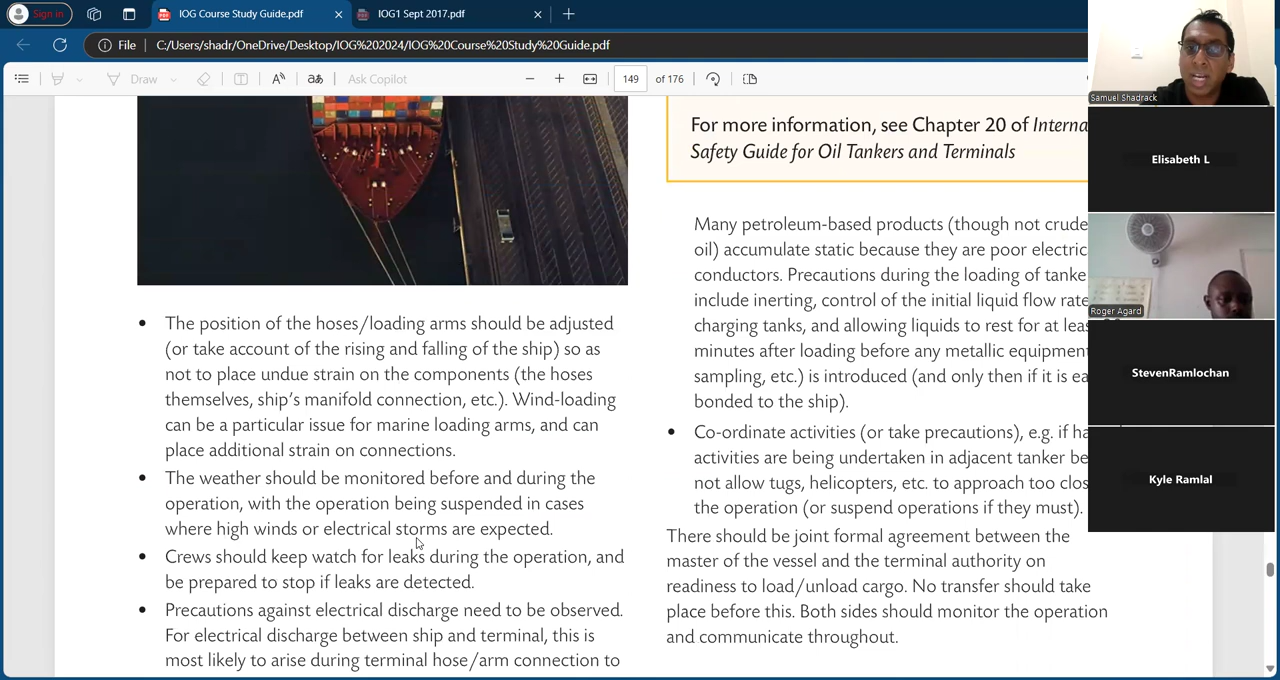 Sign in
IOG Course Study Guide.pdf
IOG1 Sept 2017.pdf
File
C:/Users/shadr/OneDrive/Desktop/IOG%202024/IOG%20Course%20Study%20Guide.pdf
Draw
Ask Copilot
149 of 176
The position of the hoses/loading arms should be adjusted
(or take account of the rising and falling of the ship) so as
not to place undue strain on the components (the hoses
themselves, ship's manifold connection, etc.). Wind-loading
can be a particular issue for marine loading arms, and can
place additional strain on connections.
The weather should be monitored before and during the
operation, with the operation being suspended in cases
where high winds or electrical storms are expected.
Crews should keep watch for leaks during the operation, and
be prepared to stop if leaks are detected.
Precautions against electrical discharge need to be observed.
For electrical discharge between ship and terminal, this is
most likely to arise during terminal hose/arm connection to
For more information, see Chapter 20 of Interna
Safety Guide for Oil Tankers and Terminals
Many petroleum-based products (though not crude
oil) accumulate static because they are poor electric
conductors. Precautions during the loading of tanke
include inerting, control of the initial liquid flow rate
charging tanks, and allowing liquids to rest for at leas
minutes after loading before any metallic equipment
sampling, etc.) is introduced (and only then if it is ea
bonded to the ship).
Co-ordinate activities (or take precautions), e.g. if ha
activities are being undertaken in adjacent tanker be
not allow tugs, helicopters, etc. to approach too clos
the operation (or suspend operations if they must).
There should be joint formal agreement between the
master of the vessel and the terminal authority on
readiness to load/unload cargo. No transfer should take
place before this. Both sides should monitor the operation
and communicate throughout.
Samuel Shadrack
Elisabeth L
Roger Agard
StevenRamlochan
Kyle Ramlal